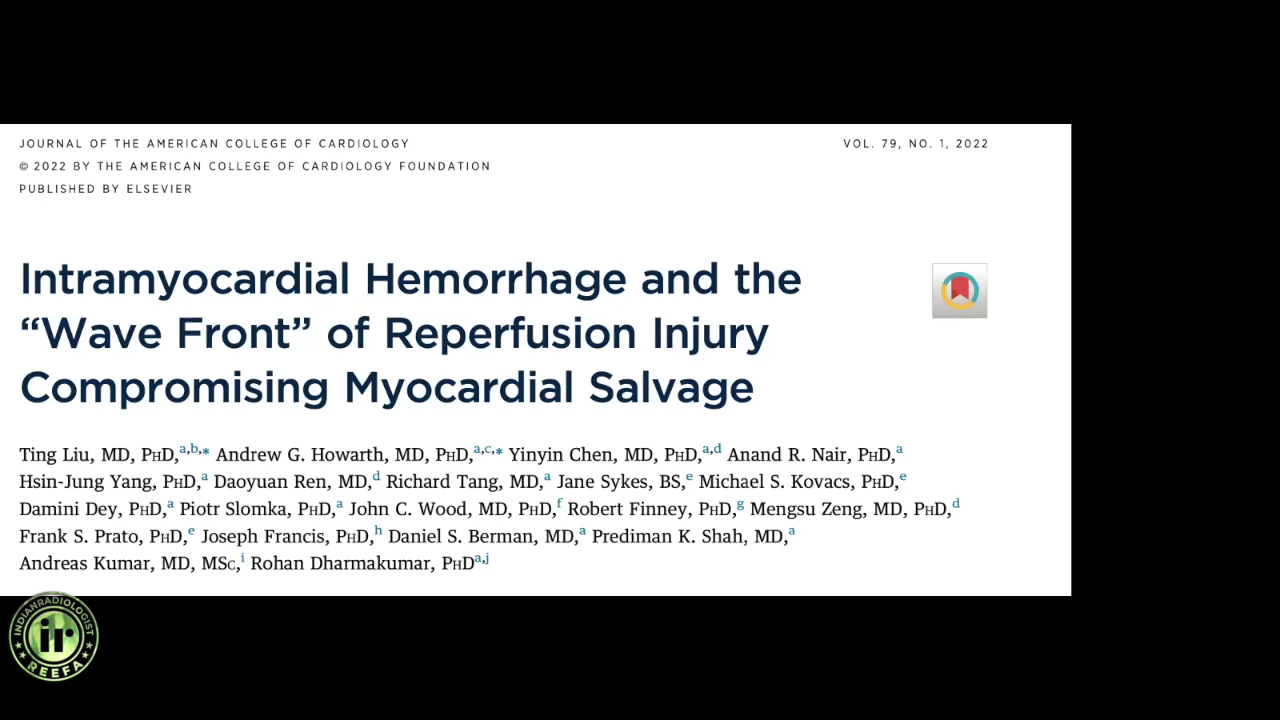 JOURNAL OF THE AMERICAN COLLEGE OF CARDIOLOGY
VOL. 79, NO. 1, 2022
© 2022 BY THE AMERICAN COLLEGE OF CARDIOLOGY FOUNDATION
PUBLISHED BY ELSEVIER
Intramyocardial Hemorrhage and the
“Wave Front” of Reperfusion Injury
Compromising Myocardial Salvage
Ting Liu, MD, PHD,a,b,* Andrew G. Howarth, MD, PHD,a,c,* Yinyin Chen, MD, PHD,a,d Anand R. Nair, PHD,a
Hsin-Jung Yang, PHD,a Daoyuan Ren, MD,d Richard Tang, MD,a Jane Sykes, BS,e Michael S. Kovacs, PHD,e
Damini Dey, PHD,a Piotr Slomka, PHD,a John C. Wood, MD, PHD,f Robert Finney, PHD,g Mengsu Zeng, MD, PHD,d
Frank S. Prato, PHD,e Joseph Francis, PHD,h Daniel S. Berman, MD,a Prediman K. Shah, MD,a
Andreas Kumar, MD, MSC,i Rohan Dharmakumar, PHDa,j
INDIANRADIOLOGIST
ir
REEFA